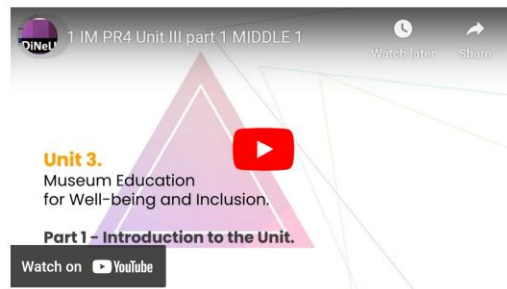 DiNeU
1 IM PR4 Unit III part 1 MIDDLE 1
Watch later
Share
Unit 3.
Museum Education
for Well-being and Inclusion.
Part 1 - Introduction to the Unit.
Watch on YouTube